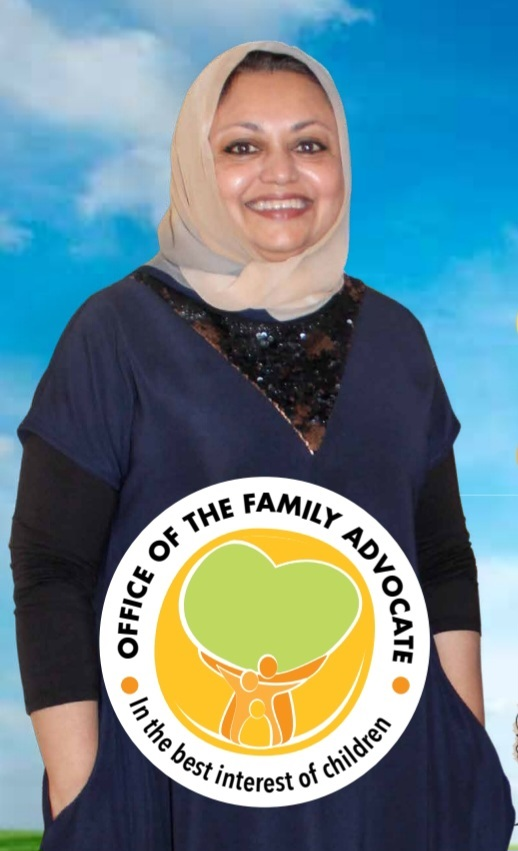 OFFICE OF THE FAMILY ADVOCATE
In the best interest of children